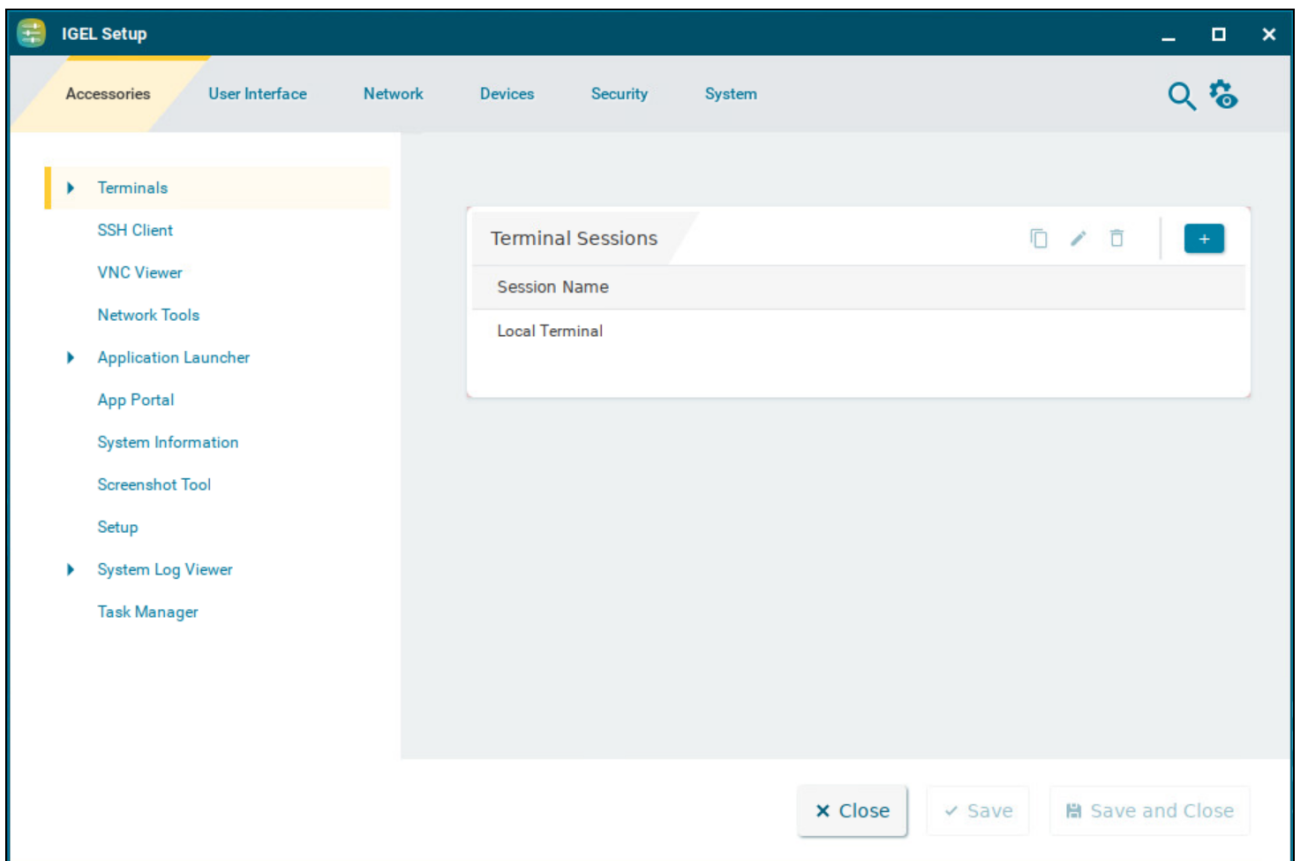 IGEL Setup
Accessories User Interface Network Devices Security System
Terminals
SSH Client
VNC Viewer
Network Tools
Application Launcher
App Portal
System Information
Screenshot Tool
Setup
System Log Viewer
Task Manager
Terminal Sessions
Session Name
Local Terminal
Close Save Save and Close